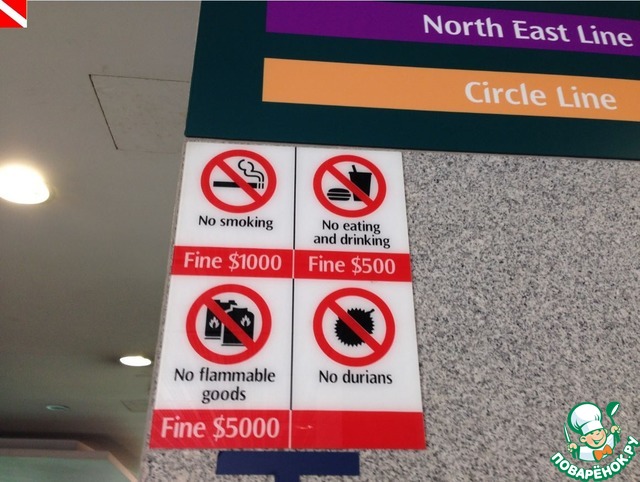 North East Line
Circle Line
No smoking
No eating
and drinking
Fine $1000
Fine $500
No flammable
goods
No durians
Fine $5000
ПОВАРЁНОК.РУ